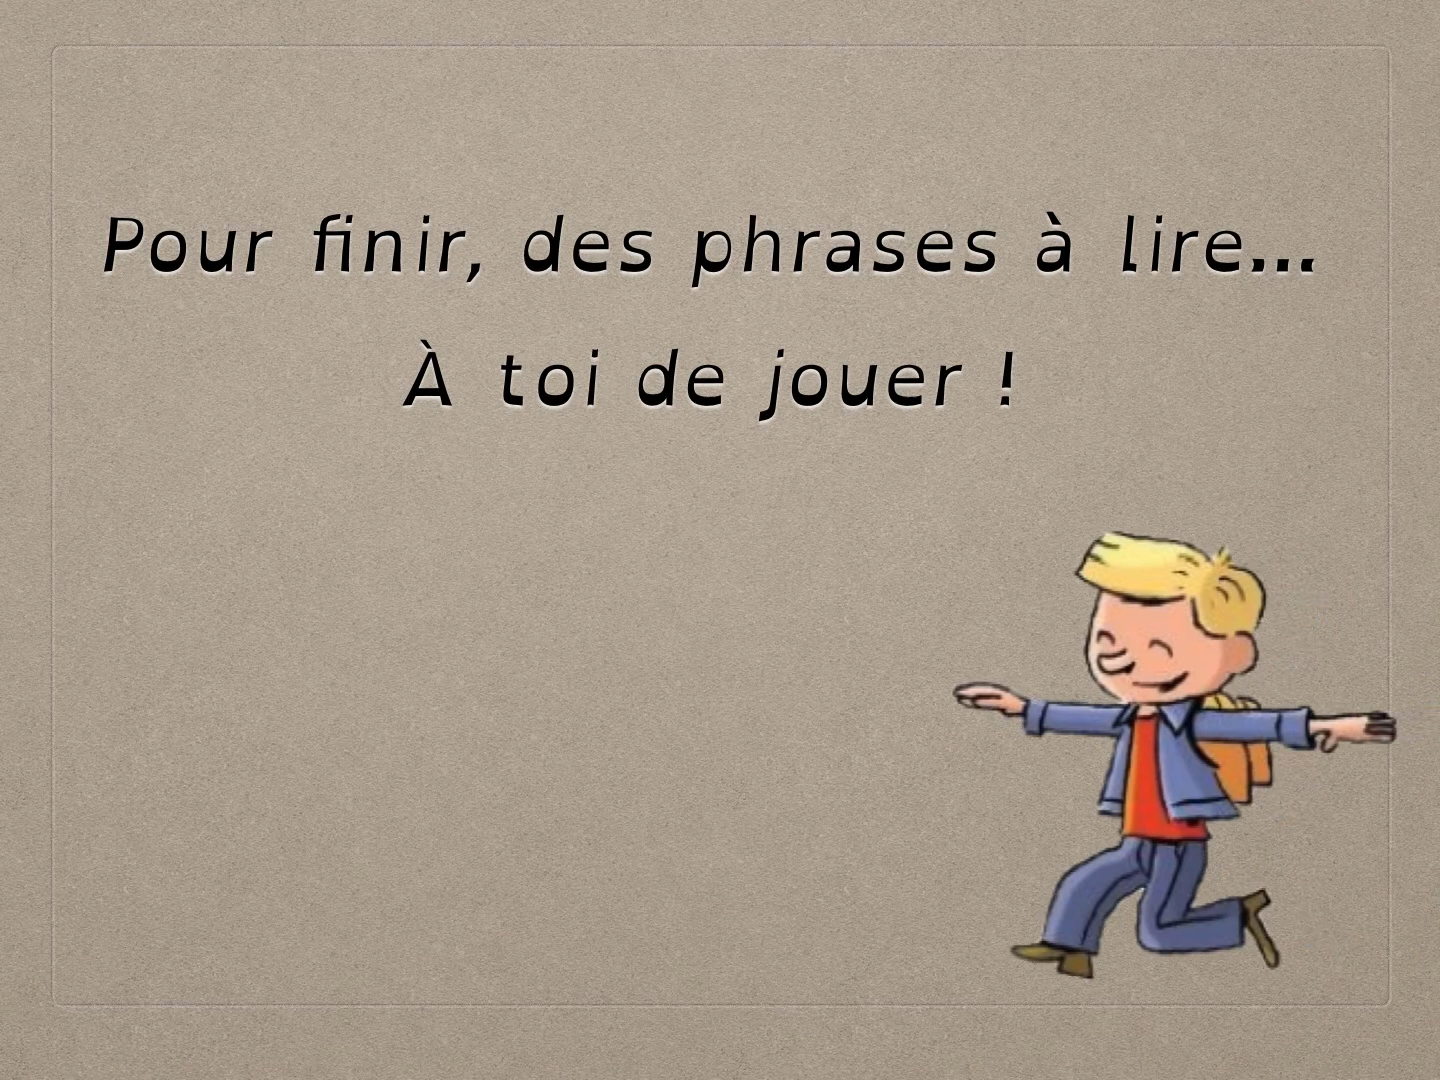 Pour finir, des phrases à lire…
À toi de jouer !